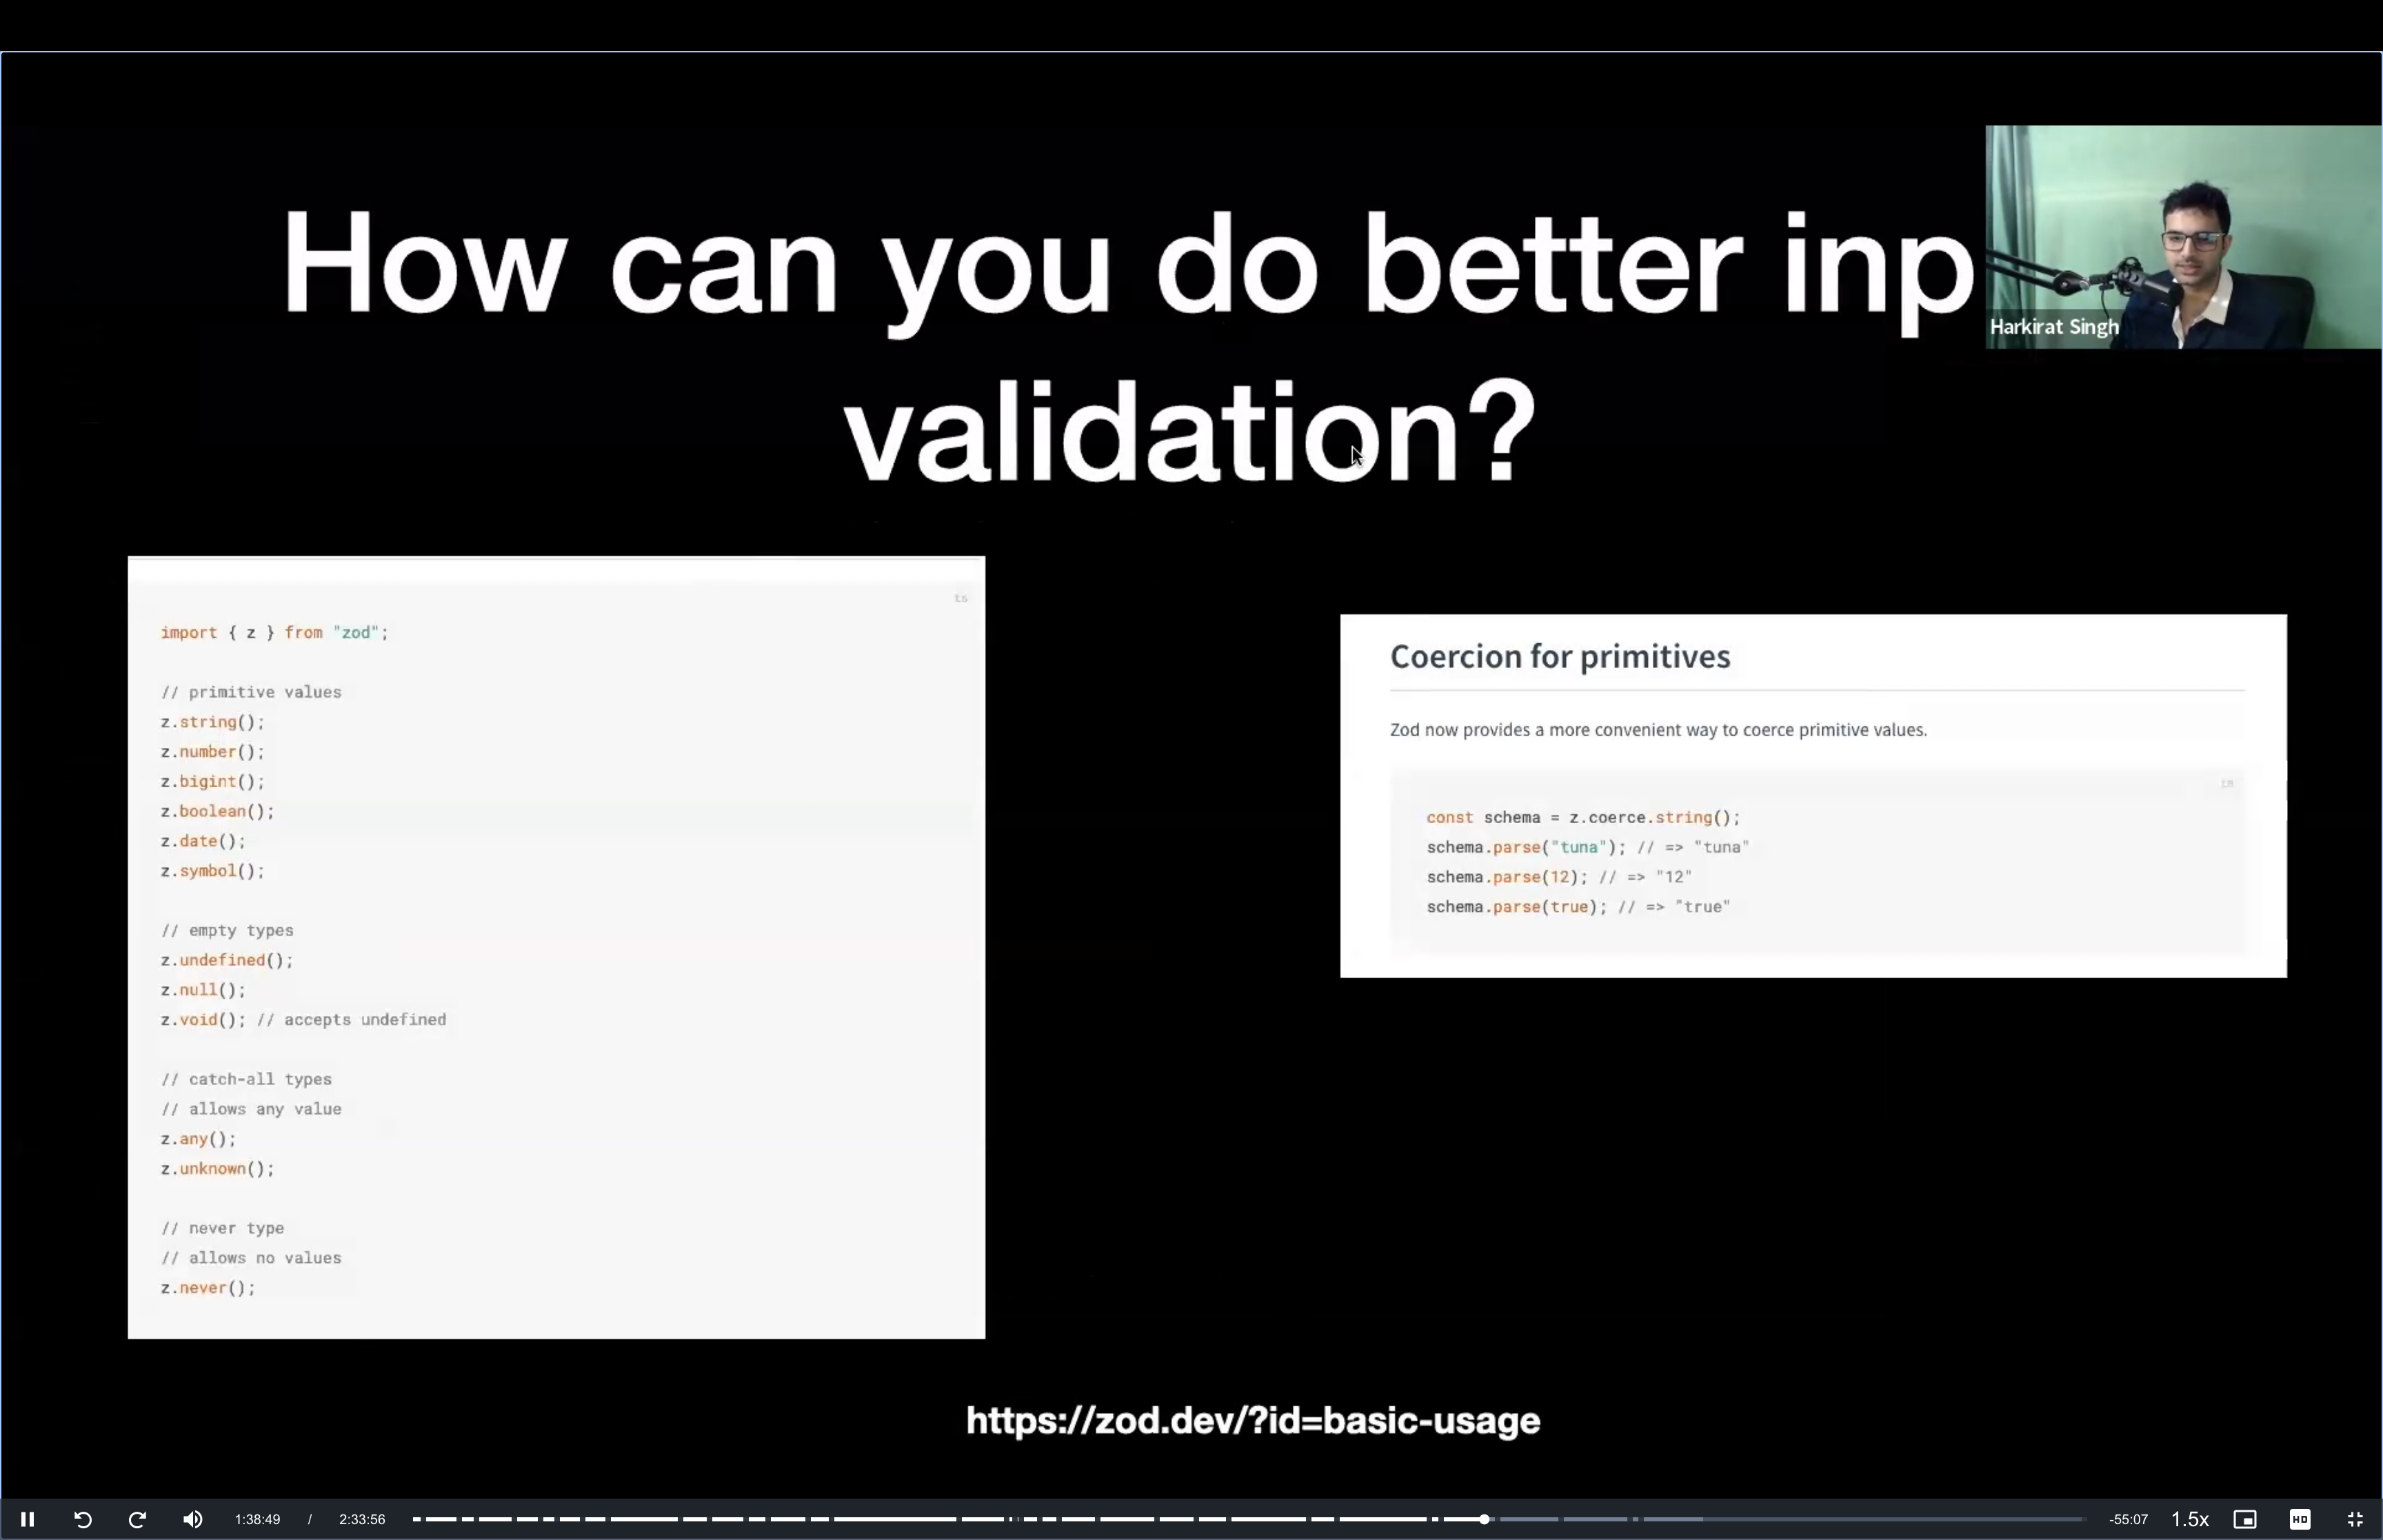 How can you do better inp
validation?
Harkirat Singh
ts
import { z } from "zod";
// primitive values
z.string();
z.number();
z.bigint();
z.boolean();
z.date();
z.symbol();
// empty types
z.undefined();
z.null();
z.void(); // accepts undefined
// catch-all types
// allows any value
z.any();
z.unknown();
// never type
// allows no values
z.never();
Coercion for primitives
Zod now provides a more convenient way to coerce primitive values.
ts
const schema = z.coerce.string();
schema.parse("tuna"); // => "tuna"
schema.parse(12); // => "12"
schema.parse(true); // => "true"
https://zod.dev/?id=basic-usage
1:38:49 / 2:33:56 -55:07 1.5x HD